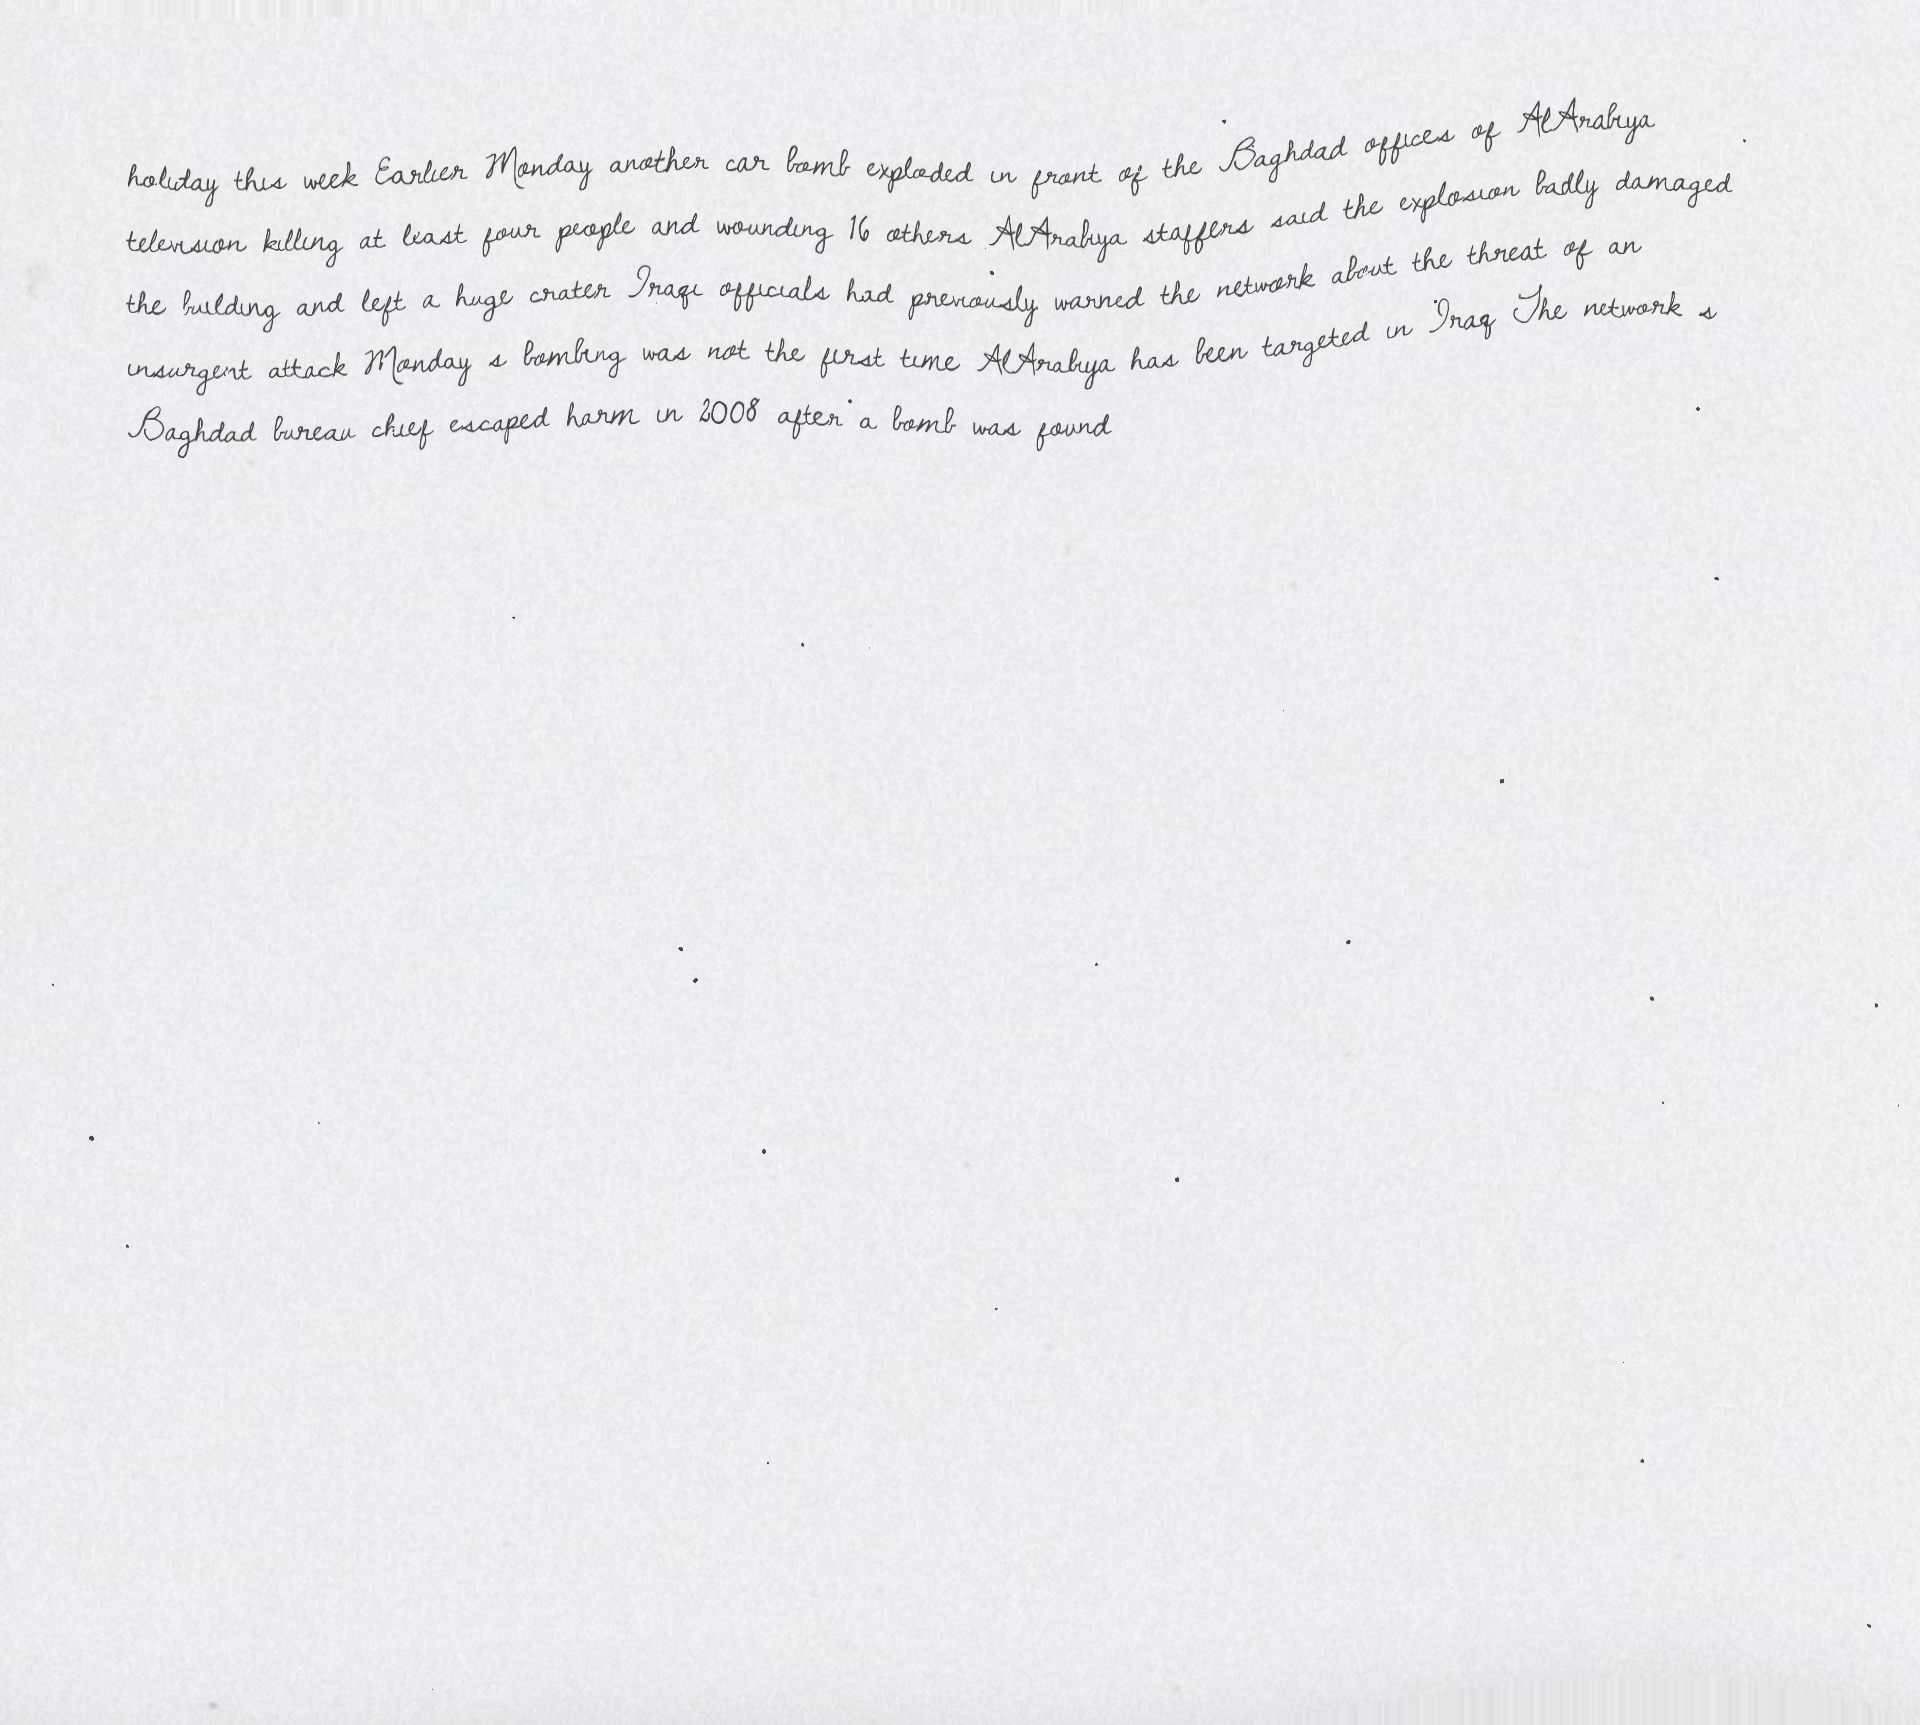 holiday this week Earlier Monday another car bomb exploded in front of the Baghdad offices of AlArabiya
television killing at least four people and wounding 16 others AlArabiya staffers said the explosion badly damaged
the building and left a huge crater Iraqi officials had previously warned the network about the threat of an
insurgent attack Monday s bombing was not the first time AlArabiya has been targeted in Iraq The network s
Baghdad bureau chief escaped harm in 2008 after a bomb was found